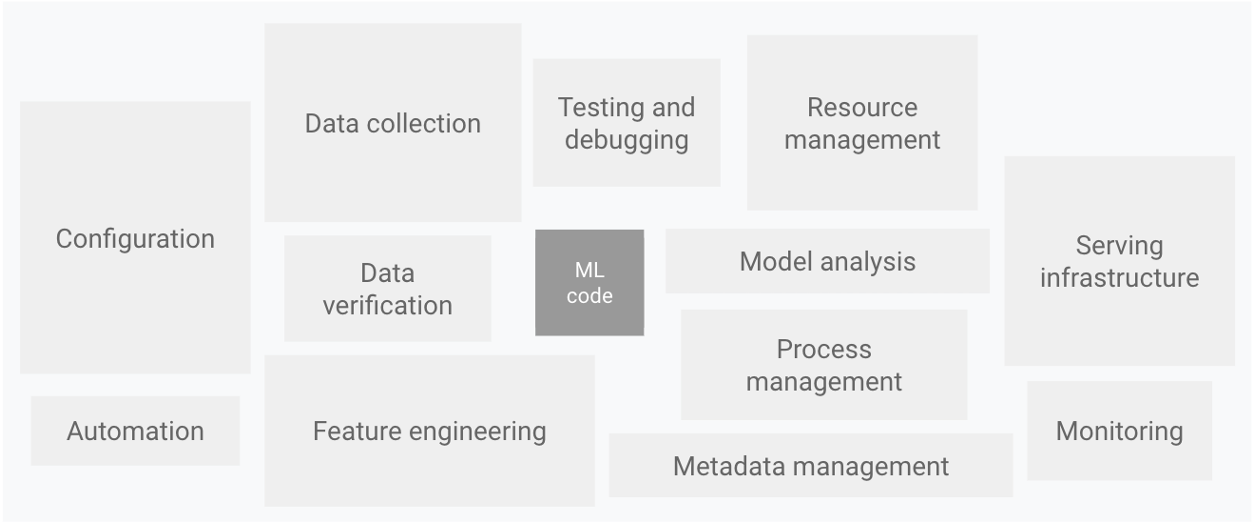 Configuration
Automation
Data collection
Data
verification
Feature engineering
Testing and
debugging
ML
code
Resource
management
Model analysis
Process
management
Metadata management
Serving
infrastructure
Monitoring